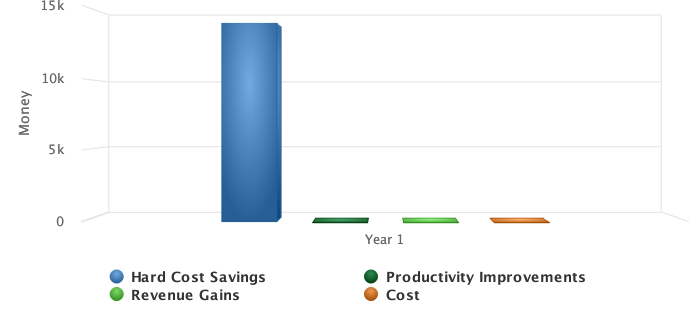 15k
10k
5k
0
Money
Year 1
Hard Cost Savings
Productivity Improvements
Revenue Gains
Cost